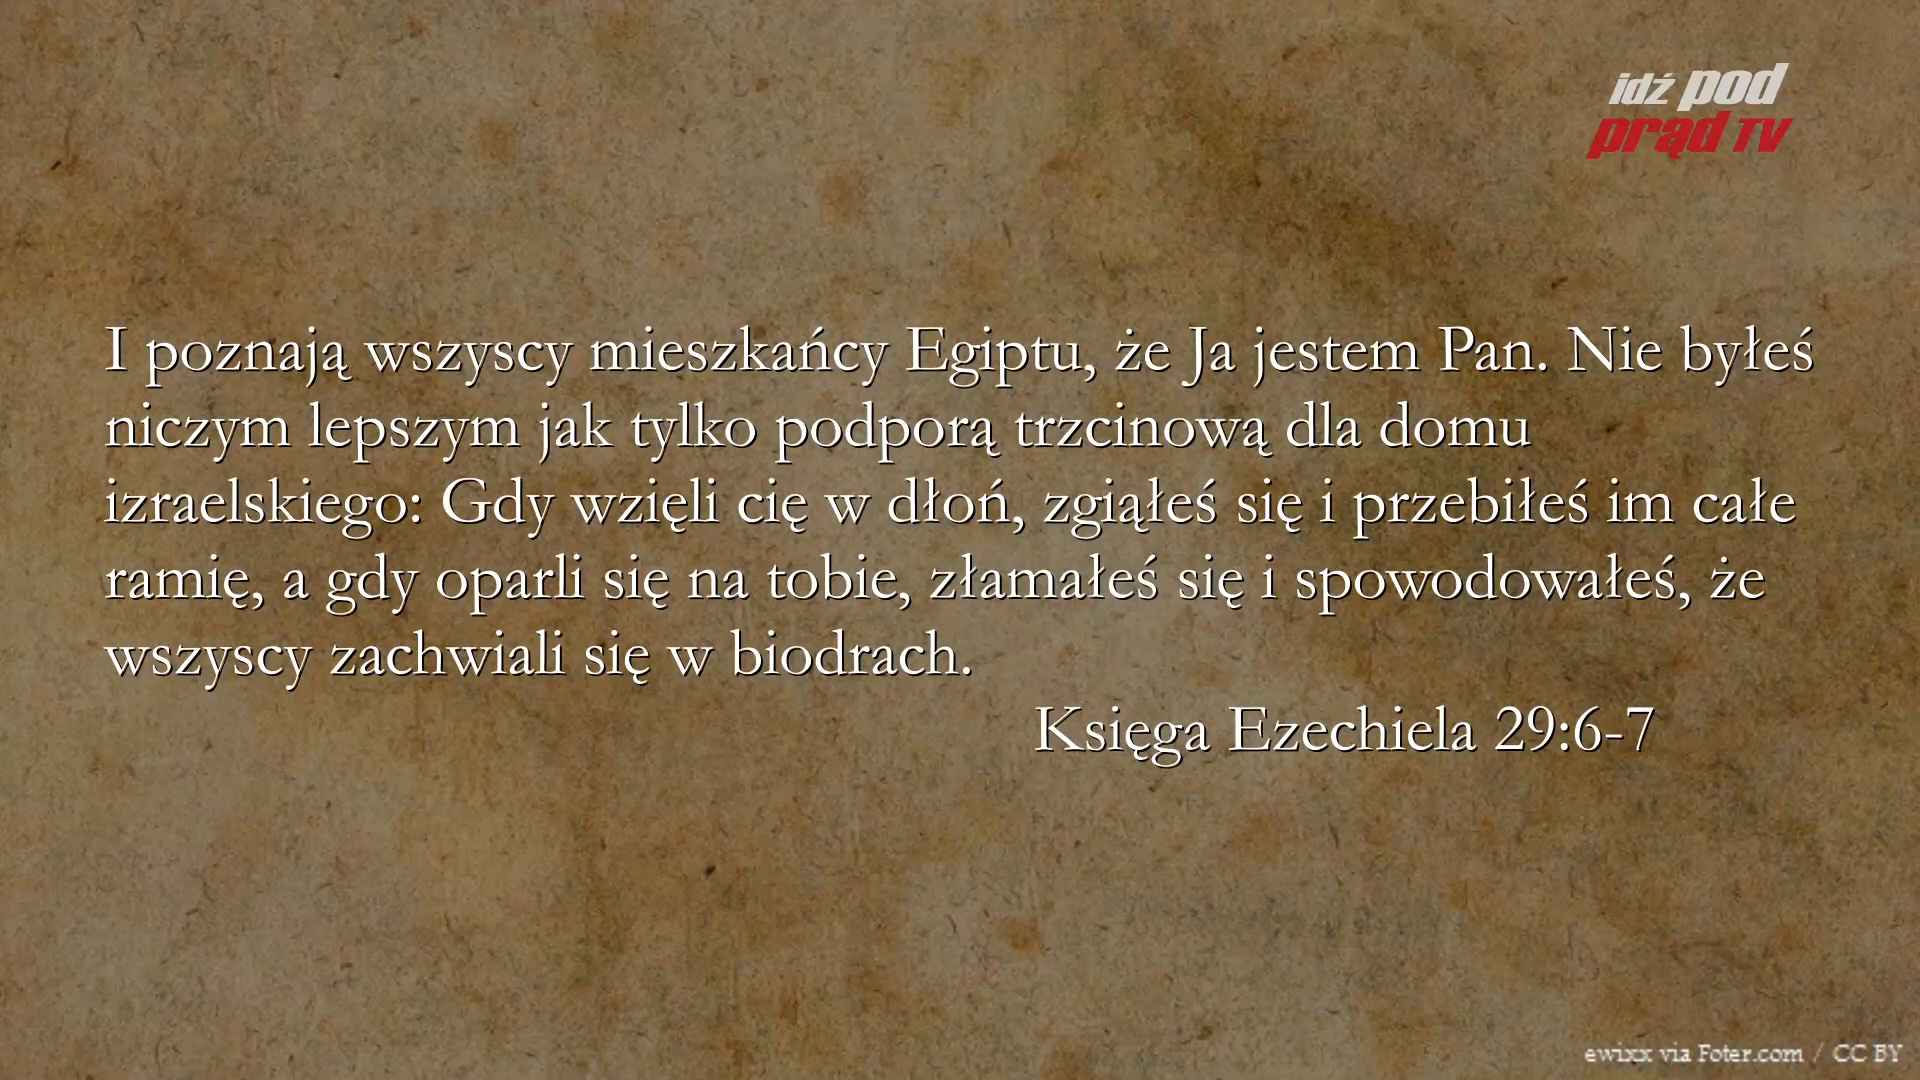 idź pod
prąd TV
I poznają wszyscy mieszkańcy Egiptu, że Ja jestem Pan. Nie byłeś
niczym lepszym jak tylko podporą trzcinową dla domu
izraelskiego: Gdy wzięli cię w dłoń, zgiąłeś się i przebiłeś im całe
ramię, a gdy oparli się na tobie, złamałeś się i spowodowałeś, że
wszyscy zachwiali się w biodrach.
Księga Ezechiela 29:6-7
ewixx via Foter.com / CC BY